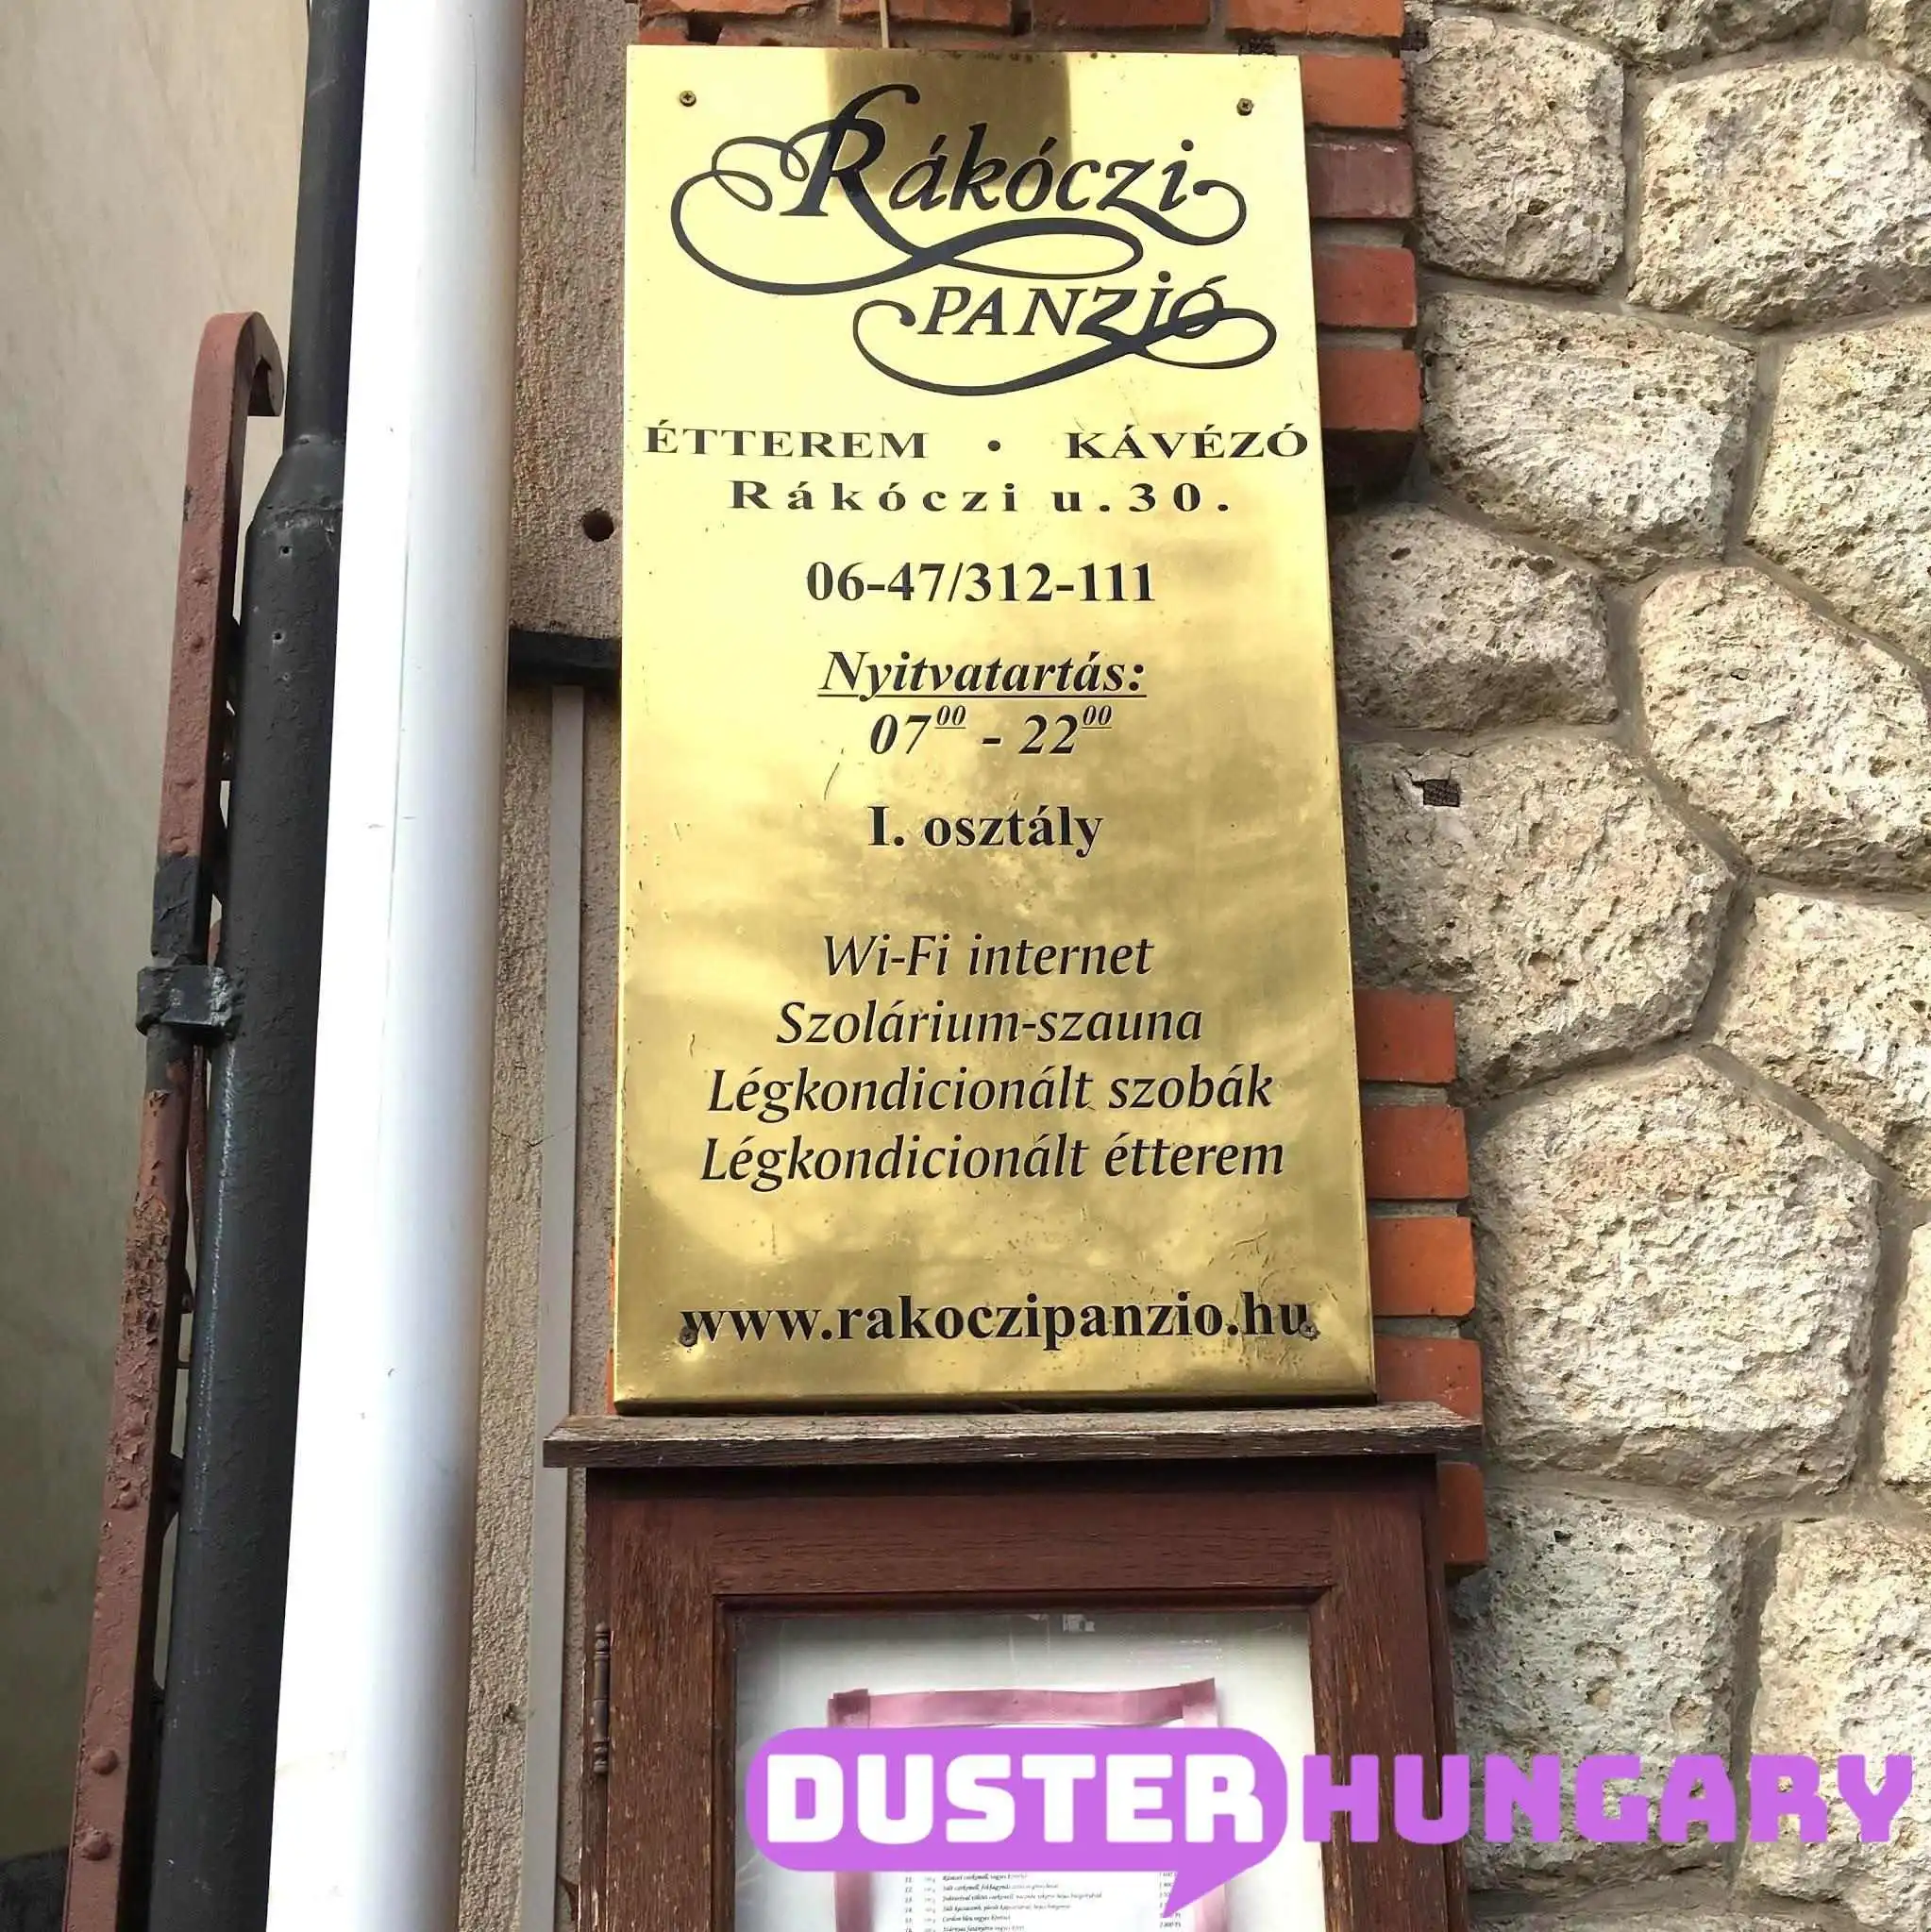 Rákóczi
PANZIÓ
ÉTTEREM • KÁVÉZÓ
Rákóczi u.30.
06-47/312-111
Nyitvatartás:
07⁰⁰ - 22⁰⁰
I. osztály
Wi-Fi internet
Szolárium-szauna
Légkondicionált szobák
Légkondicionált étterem
www.rakoczipanzio.hu
DUSTER HUNGARY